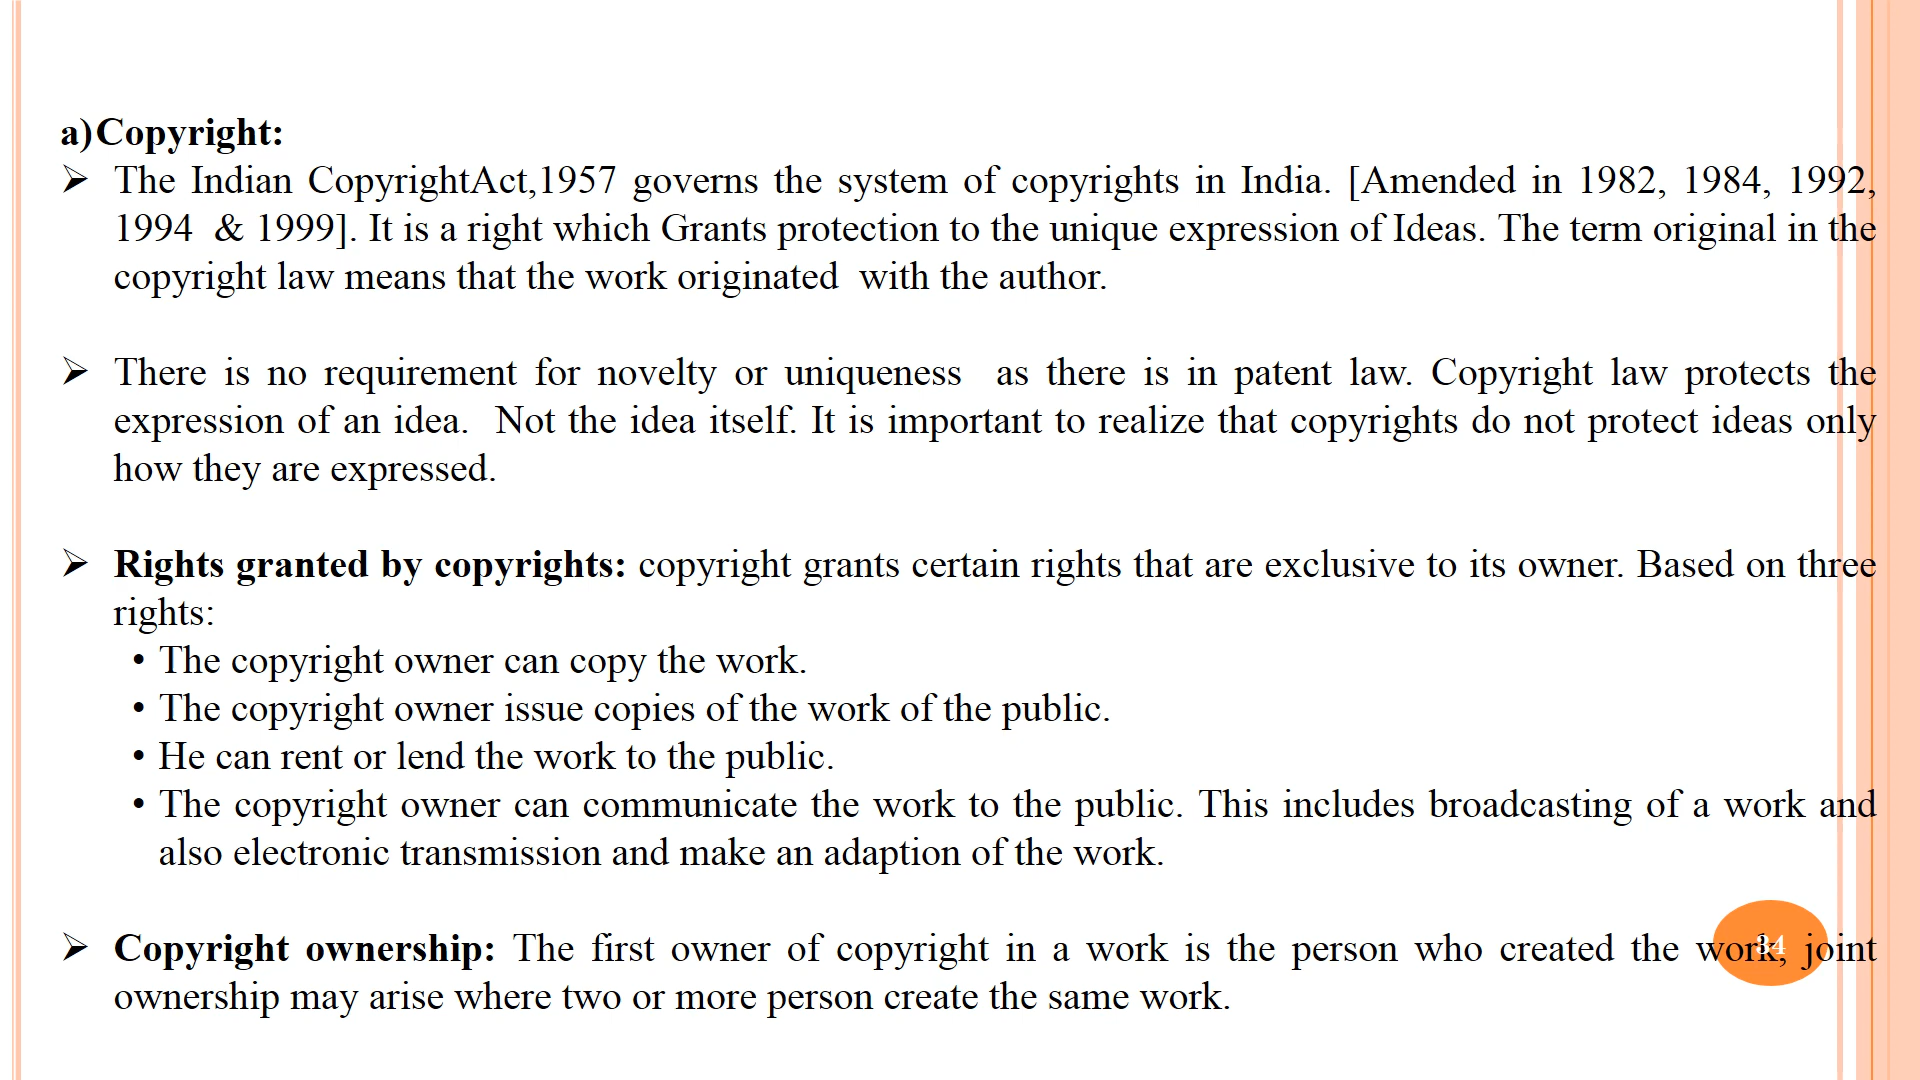 a)Copyright:
➢ The Indian CopyrightAct,1957 governs the system of copyrights in India. [Amended in 1982, 1984, 1992,
1994 & 1999]. It is a right which Grants protection to the unique expression of Ideas. The term original in the
copyright law means that the work originated with the author.
➢ There is no requirement for novelty or uniqueness as there is in patent law. Copyright law protects the
expression of an idea. Not the idea itself. It is important to realize that copyrights do not protect ideas only
how they are expressed.
➢ Rights granted by copyrights: copyright grants certain rights that are exclusive to its owner. Based on three
rights:
• The copyright owner can copy the work.
• The copyright owner issue copies of the work of the public.
• He can rent or lend the work to the public.
• The copyright owner can communicate the work to the public. This includes broadcasting of a work and
also electronic transmission and make an adaption of the work.
➢ Copyright ownership: The first owner of copyright in a work is the person who created the work, joint
ownership may arise where two or more person create the same work.
34